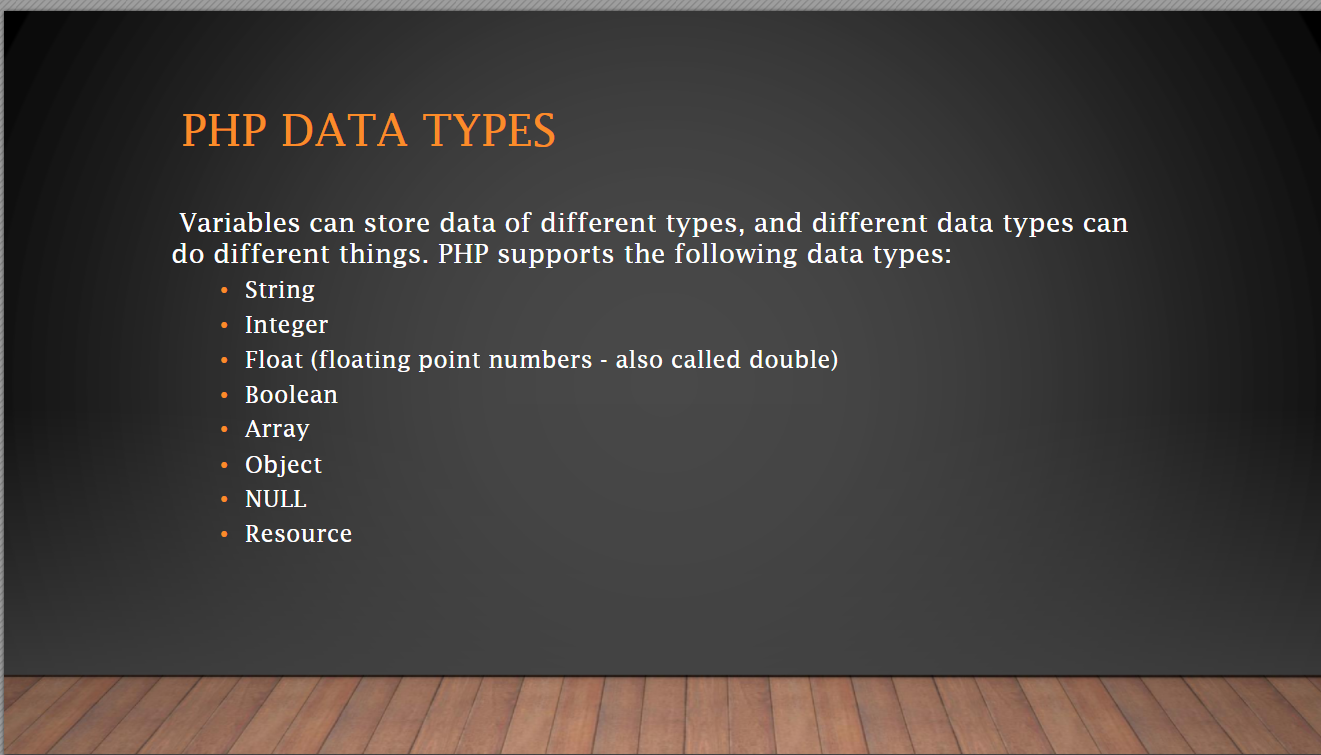 PHP DATA TYPES
Variables can store data of different types, and different data types can
do different things. PHP supports the following data types:
• String
• Integer
• Float (floating point numbers - also called double)
• Boolean
• Array
• Object
• NULL
• Resource